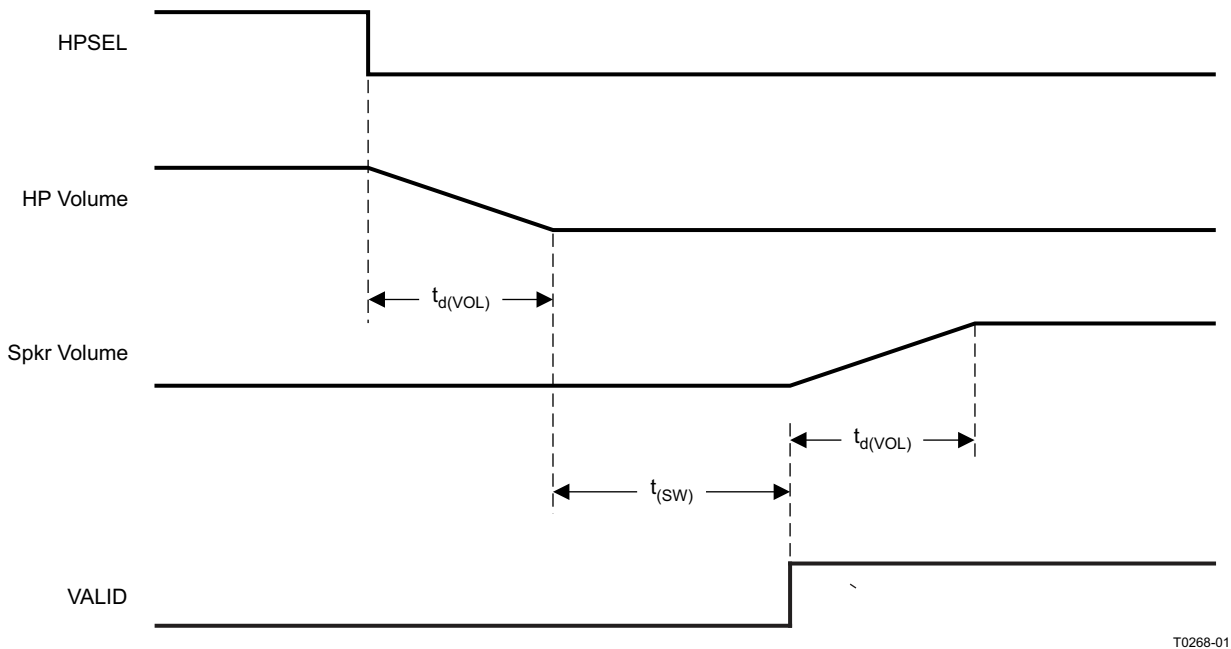 HPSEL
HP Volume
t_d(VOL)
Spkr Volume
t_d(VOL)
t_(SW)
VALID
T0268-01